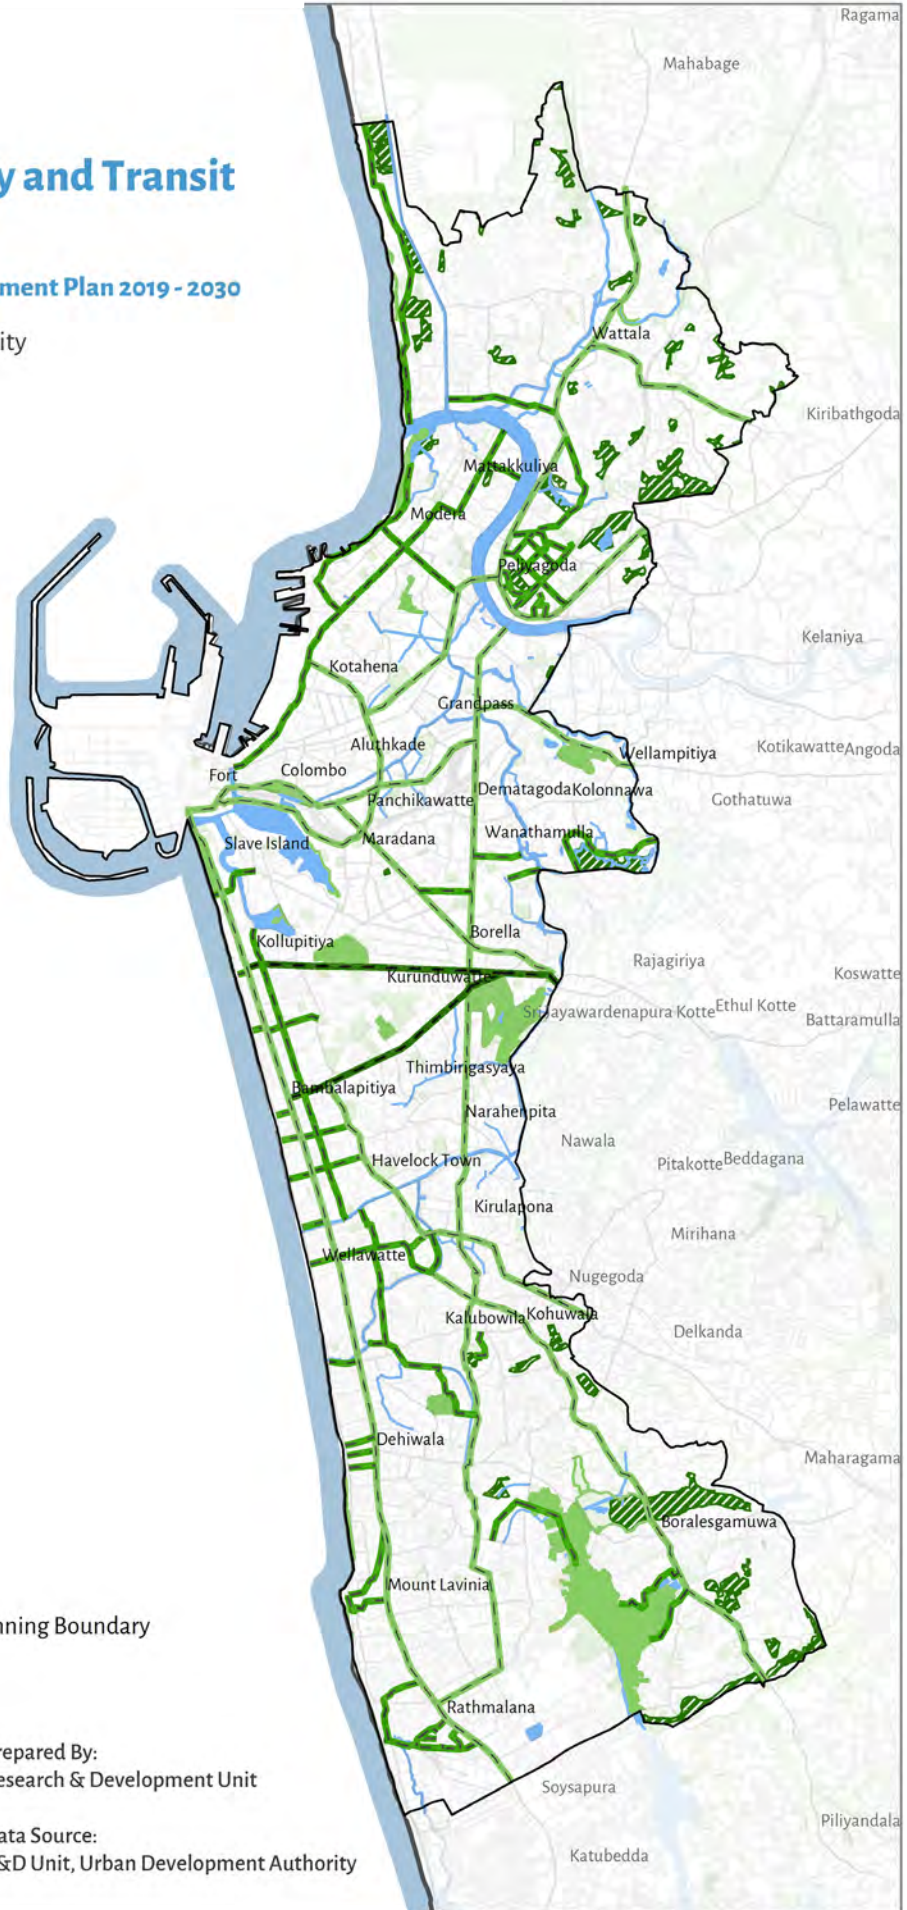 Ragama
Mahabage
y and Transit
ment Plan 2019 - 2030
ity
Wattala
Kiribathgoda
Mattakkuliya
Modera
Peliyagoda
Kelaniya
Kotahena
Grandpass
Aluthkade
Wellampitiya
Kotikawatte
Angoda
Fort
Colombo
Panchikawatte
Dematagoda
Kolonnawa
Gothatuwa
Slave Island
Maradana
Wanathamulla
Borella
Kollupitiya
Rajagiriya
Koswatte
Kurunduwatte
Sri Jayawardenapura Kotte
Ethul Kotte
Battaramulla
Thimbirigasyaya
Bambalapitiya
Narahenpita
Pelawatte
Nawala
Havelock Town
Pitakotte
Beddagana
Kirulapona
Mirihana
Wellawatte
Nugegoda
Kalubowila
Kohuwala
Delkanda
Dehiwala
Maharagama
Boralesgamuwa
Mount Lavinia
nning Boundary
Rathmalana
repared By:
esearch & Development Unit
Soysapura
Piliyandala
ata Source:
&D Unit, Urban Development Authority
Katubedda